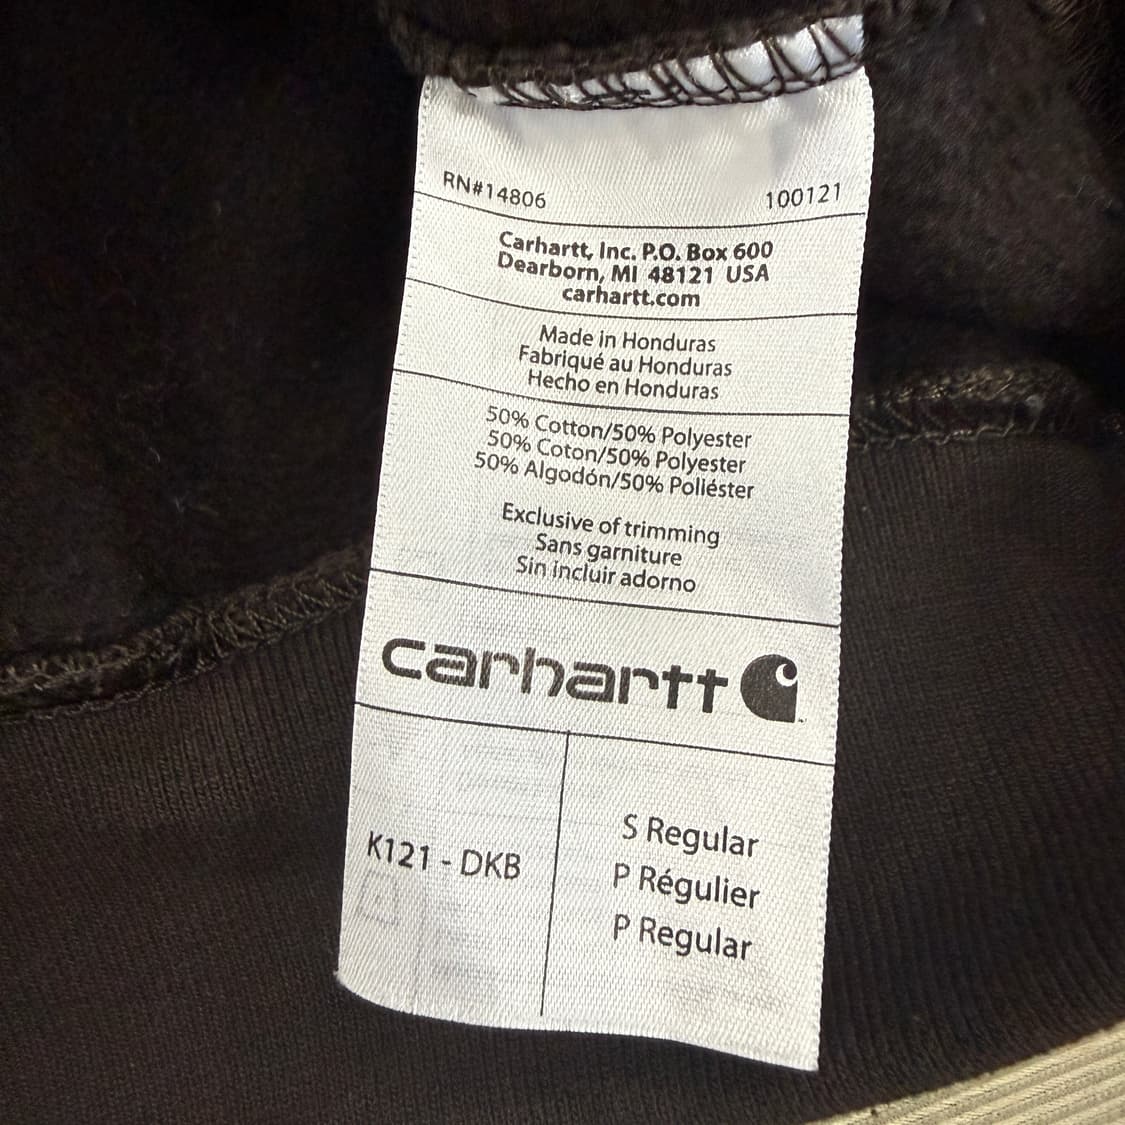 RN#14806 100121
Carhartt, Inc. P.O. Box 600
Dearborn, MI 48121 USA
carhartt.com
Made in Honduras
Fabriqué au Honduras
Hecho en Honduras
50% Cotton/50% Polyester
50% Coton/50% Polyester
50% Algodón/50% Poliéster
Exclusive of trimming
Sans garniture
Sin incluir adorno
carhartt
K121 - DKB
S Regular
P Régulier
P Regular